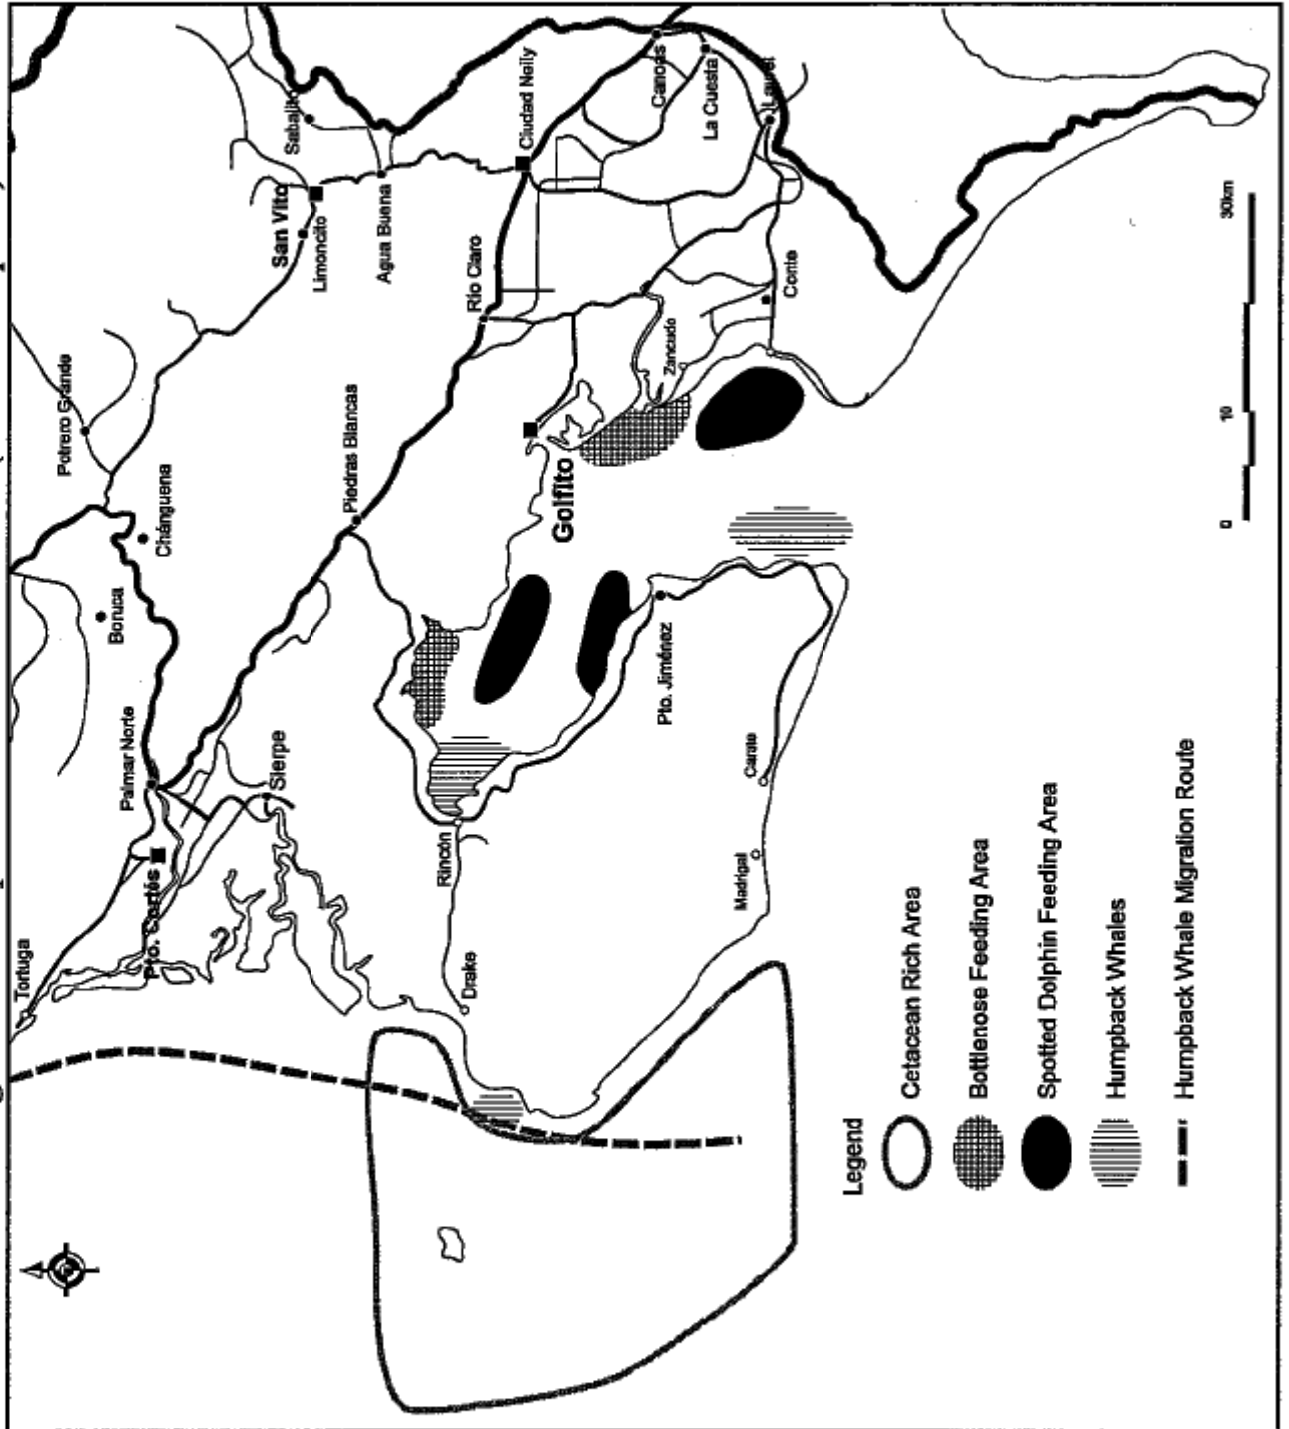 Tortuga
Pto. Cortés
Palmar Norte
Sierpe
Boruca
Chánguena
Potrero Grande
San Vito
Limoncito
Sabalito
Agua Buena
Ciudad Neily
Canoas
La Cuesta
Laurel
Rio Claro
Piedras Blancas
Golfito
Zancudo
Conte
Rincón
Drake
Pto. Jiménez
Carate
Madrigal
0 10 30km
Legend
Cetacean Rich Area
Bottlenose Feeding Area
Spotted Dolphin Feeding Area
Humpback Whales
Humpback Whale Migration Route